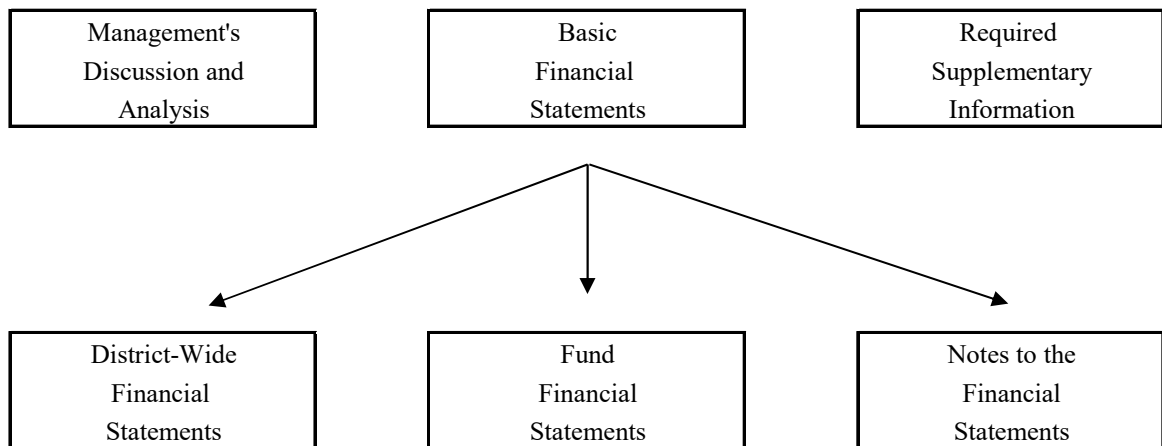 Management's
Discussion and
Analysis
Basic
Financial
Statements
Required
Supplementary
Information
District-Wide
Financial
Statements
Fund
Financial
Statements
Notes to the
Financial
Statements